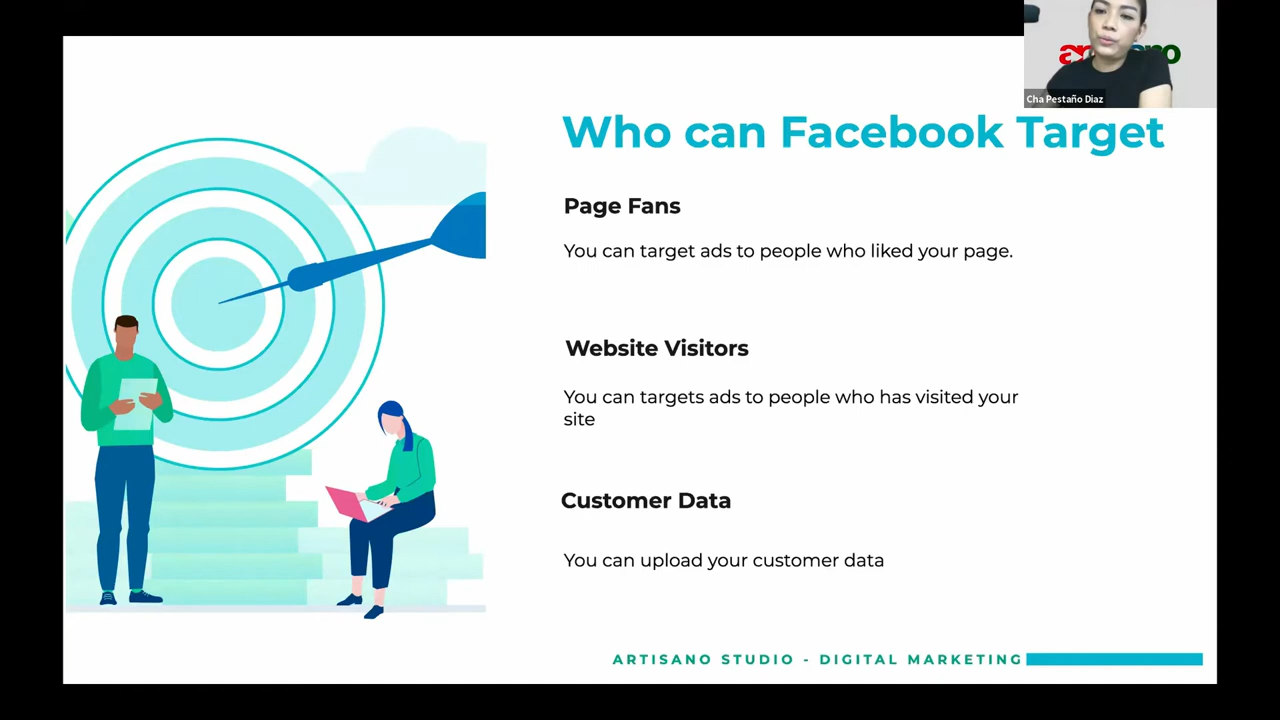 Cha Pestaño Diaz
Who can Facebook Target
Page Fans
You can target ads to people who liked your page.
Website Visitors
You can targets ads to people who has visited your
site
Customer Data
You can upload your customer data
ARTISANO STUDIO - DIGITAL MARKETING